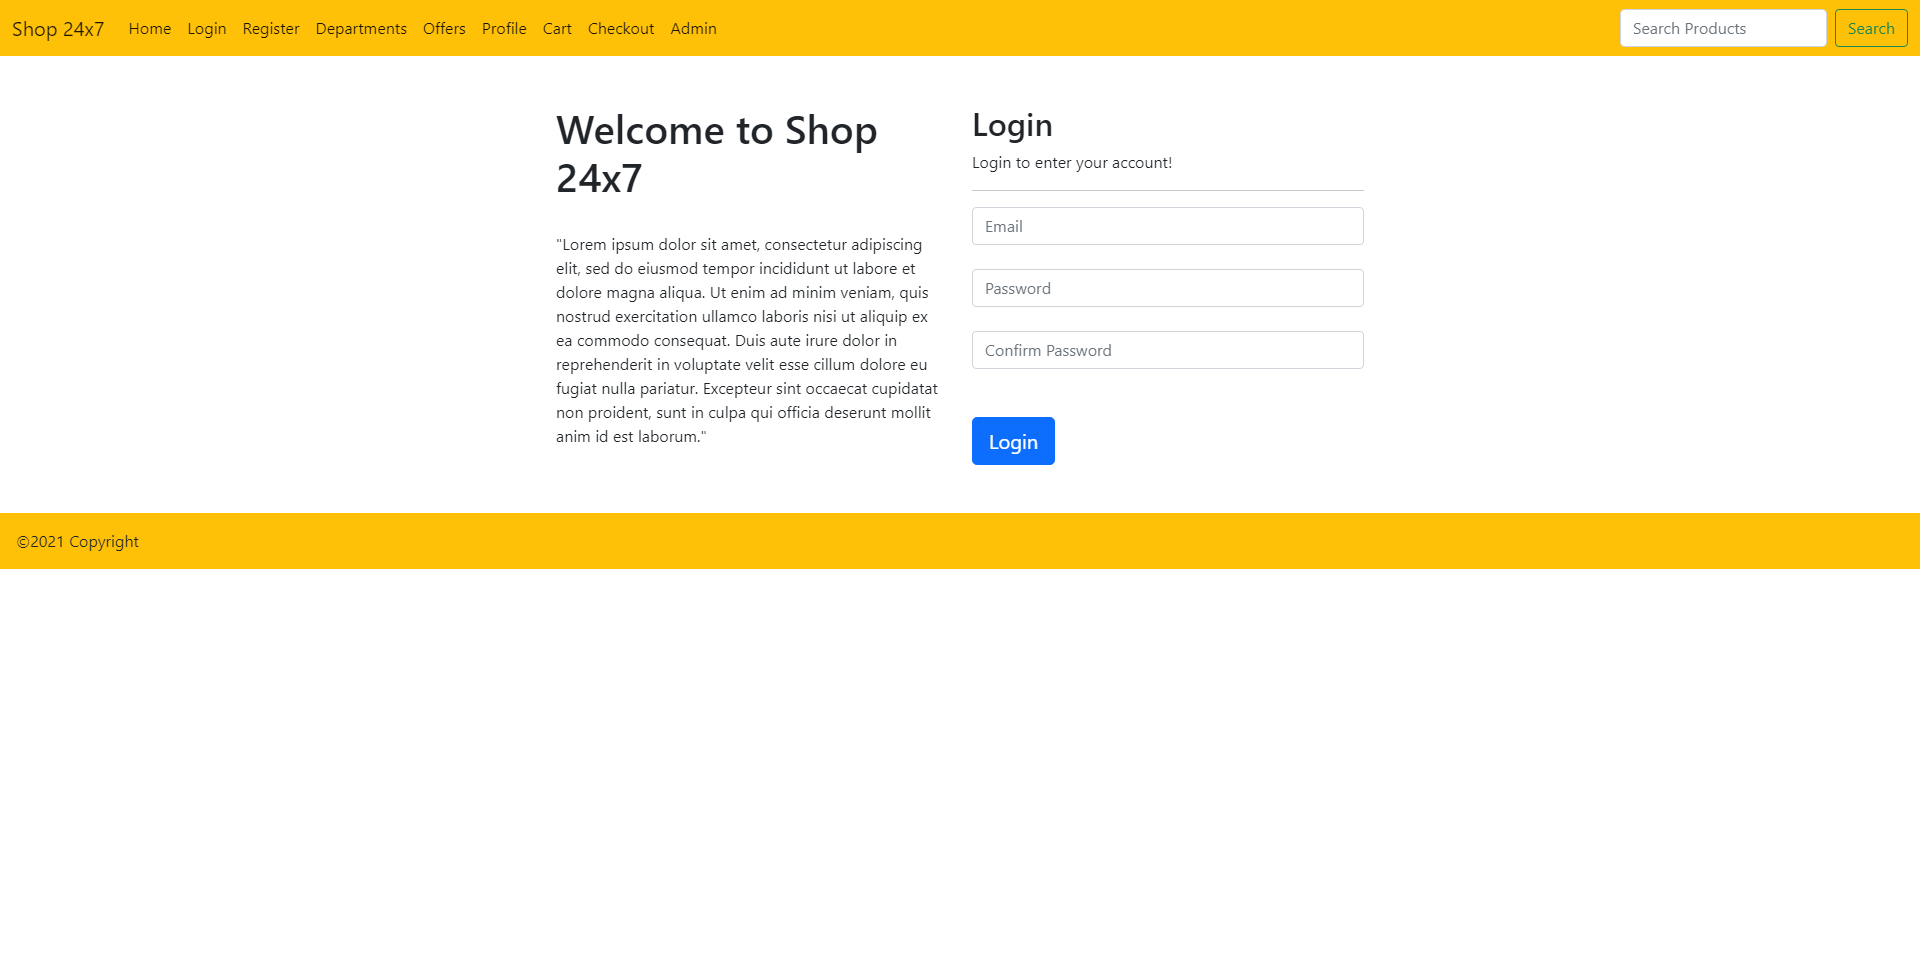 Shop 24x7 Home Login Register Departments Offers Profile Cart Checkout Admin Search Products Search
Welcome to Shop
24x7
"Lorem ipsum dolor sit amet, consectetur adipiscing
elit, sed do eiusmod tempor incididunt ut labore et
dolore magna aliqua. Ut enim ad minim veniam, quis
nostrud exercitation ullamco laboris nisi ut aliquip ex
ea commodo consequat. Duis aute irure dolor in
reprehenderit in voluptate velit esse cillum dolore eu
fugiat nulla pariatur. Excepteur sint occaecat cupidatat
non proident, sunt in culpa qui officia deserunt mollit
anim id est laborum."
Login
Login to enter your account!
Email
Password
Confirm Password
Login
©2021 Copyright